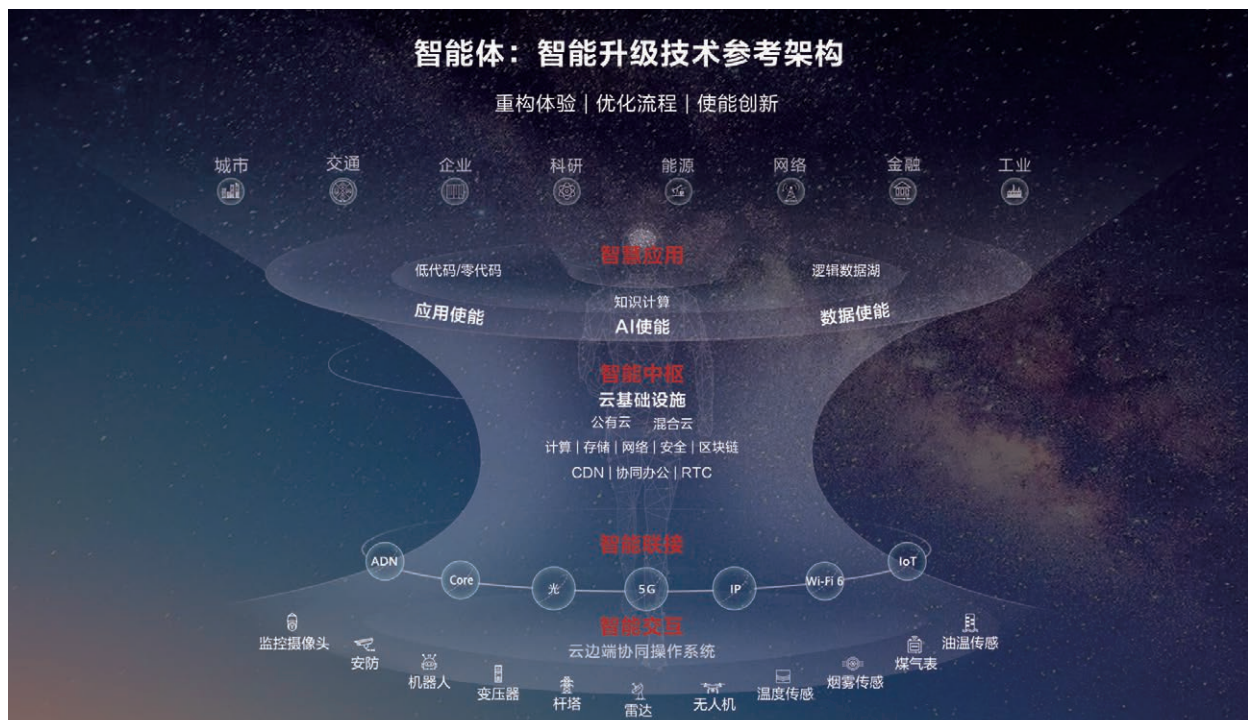 智能体：智能升级技术参考架构
重构体验 | 优化流程 | 使能创新
城市 交通 企业 科研 能源 网络 金融 工业
智慧应用
低代码/零代码 逻辑数据湖
知识计算
应用使能 AI使能 数据使能
智能中枢
云基础设施
公有云 混合云
计算 | 存储 | 网络 | 安全 | 区块链
CDN | 协同办公 | RTC
智能联接
ADN Core 光 5G IP Wi-Fi 6 IoT
智能交互
云边端协同操作系统
监控摄像头 安防 机器人 变压器 杆塔 雷达 无人机 温度传感 烟雾传感 煤气表 油温传感